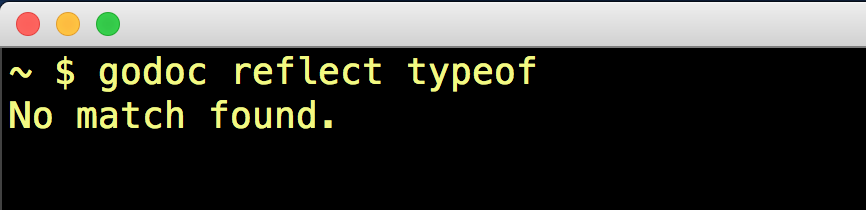 ~ $ godoc reflect typeof
No match found.